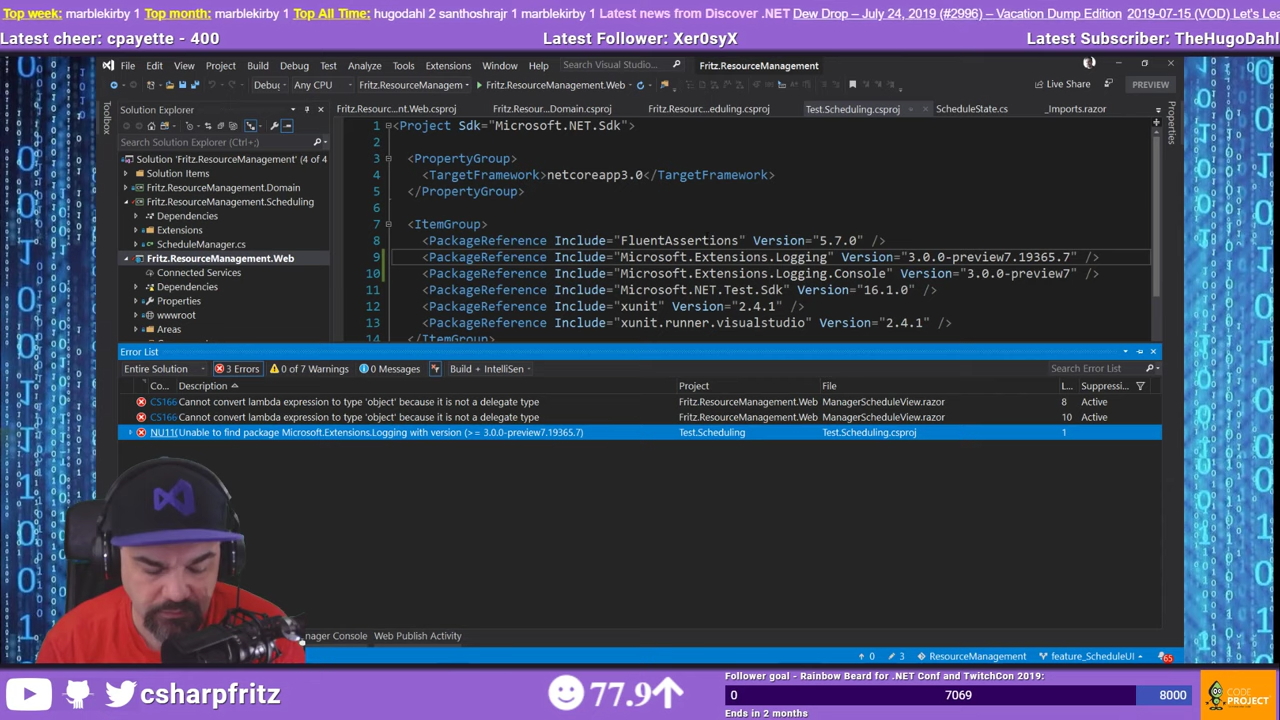 Top week: marblekirby 1 Top month: marblekirby 1 Top All Time: hugodahl 2 santhoshrajr 1 marblekirby 1 Latest news from Discover .NET Dew Drop – July 24, 2019 (#2996) – Vacation Dump Edition 2019-07-15 (VOD) Let's Le
Latest cheer: cpayette - 400 Latest Follower: Xer0syX Latest Subscriber: TheHugoDahl
File Edit View Project Build Debug Test Analyze Tools Extensions Window Help Search Visual Studio... Fritz.ResourceManagement
Debug Any CPU Fritz.ResourceManagem Fritz.ResourceManagement.Web Live Share PREVIEW
Toolbox
Solution Explorer
Search Solution Explorer (Ctrl+;)
Solution 'Fritz.ResourceManagement' (4 of 4
Solution Items
Fritz.ResourceManagement.Domain
Fritz.ResourceManagement.Scheduling
Dependencies
Extensions
ScheduleManager.cs
Fritz.ResourceManagement.Web
Connected Services
Dependencies
Properties
wwwroot
Areas
Fritz.Resourc...nt.Web.csproj Fritz.Resour...Domain.csproj Fritz.Resourc...eduling.csproj Test.Scheduling.csproj ScheduleState.cs _Imports.razor
Properties
1 <Project Sdk="Microsoft.NET.Sdk">
2
3 <PropertyGroup>
4 <TargetFramework>netcoreapp3.0</TargetFramework>
5 </PropertyGroup>
6
7 <ItemGroup>
8 <PackageReference Include="FluentAssertions" Version="5.7.0" />
9 <PackageReference Include="Microsoft.Extensions.Logging" Version="3.0.0-preview7.19365.7" />
10 <PackageReference Include="Microsoft.Extensions.Logging.Console" Version="3.0.0-preview7" />
11 <PackageReference Include="Microsoft.NET.Test.Sdk" Version="16.1.0" />
12 <PackageReference Include="xunit" Version="2.4.1" />
13 <PackageReference Include="xunit.runner.visualstudio" Version="2.4.1" />
14 </ItemGroup>
Error List
Entire Solution 3 Errors 0 of 7 Warnings 0 Messages Build + IntelliSen Search Error List
Co... Description Project File L... Suppressi...
CS166 Cannot convert lambda expression to type 'object' because it is not a delegate type Fritz.ResourceManagement.Web ManagerScheduleView.razor 8 Active
CS166 Cannot convert lambda expression to type 'object' because it is not a delegate type Fritz.ResourceManagement.Web ManagerScheduleView.razor 10 Active
NU11 Unable to find package Microsoft.Extensions.Logging with version (>= 3.0.0-preview7.19365.7) Test.Scheduling Test.Scheduling.csproj 1
nager Console Web Publish Activity
0 3 ResourceManagement feature_ScheduleUI 65
csharpfritz
77.9
Follower goal - Rainbow Beard for .NET Conf and TwitchCon 2019:
0 7069 8000
Ends in 2 months
CODE
PROJECT